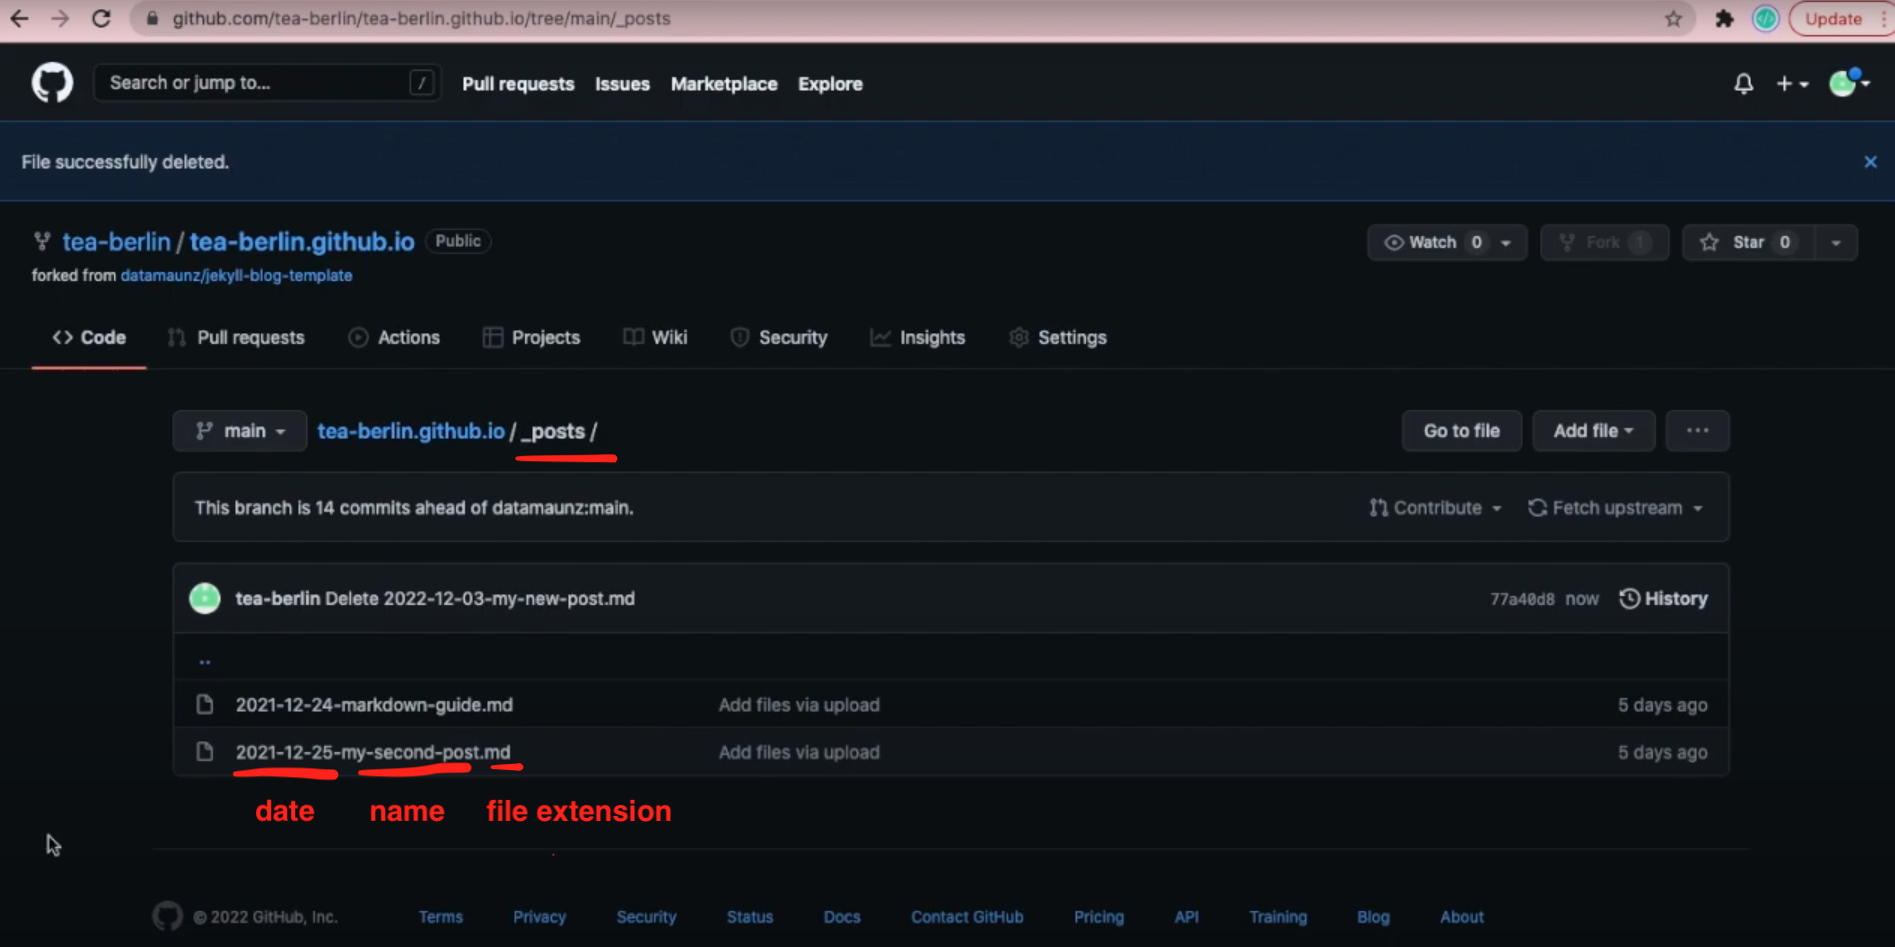 github.com/tea-berlin/tea-berlin.github.io/tree/main/_posts
Update
Search or jump to...
/
Pull requests
Issues
Marketplace
Explore
File successfully deleted.
tea-berlin / tea-berlin.github.io Public
Watch 0
Fork 1
Star 0
forked from datamaunz/jekyll-blog-template
Code
Pull requests
Actions
Projects
Wiki
Security
Insights
Settings
main
tea-berlin.github.io / _posts /
Go to file
Add file
This branch is 14 commits ahead of datamaunz:main.
Contribute
Fetch upstream
tea-berlin Delete 2022-12-03-my-new-post.md
77a40d8 now
History
..
2021-12-24-markdown-guide.md
Add files via upload
5 days ago
2021-12-25-my-second-post.md
Add files via upload
5 days ago
date
name
file extension
© 2022 GitHub, Inc.
Terms
Privacy
Security
Status
Docs
Contact GitHub
Pricing
API
Training
Blog
About